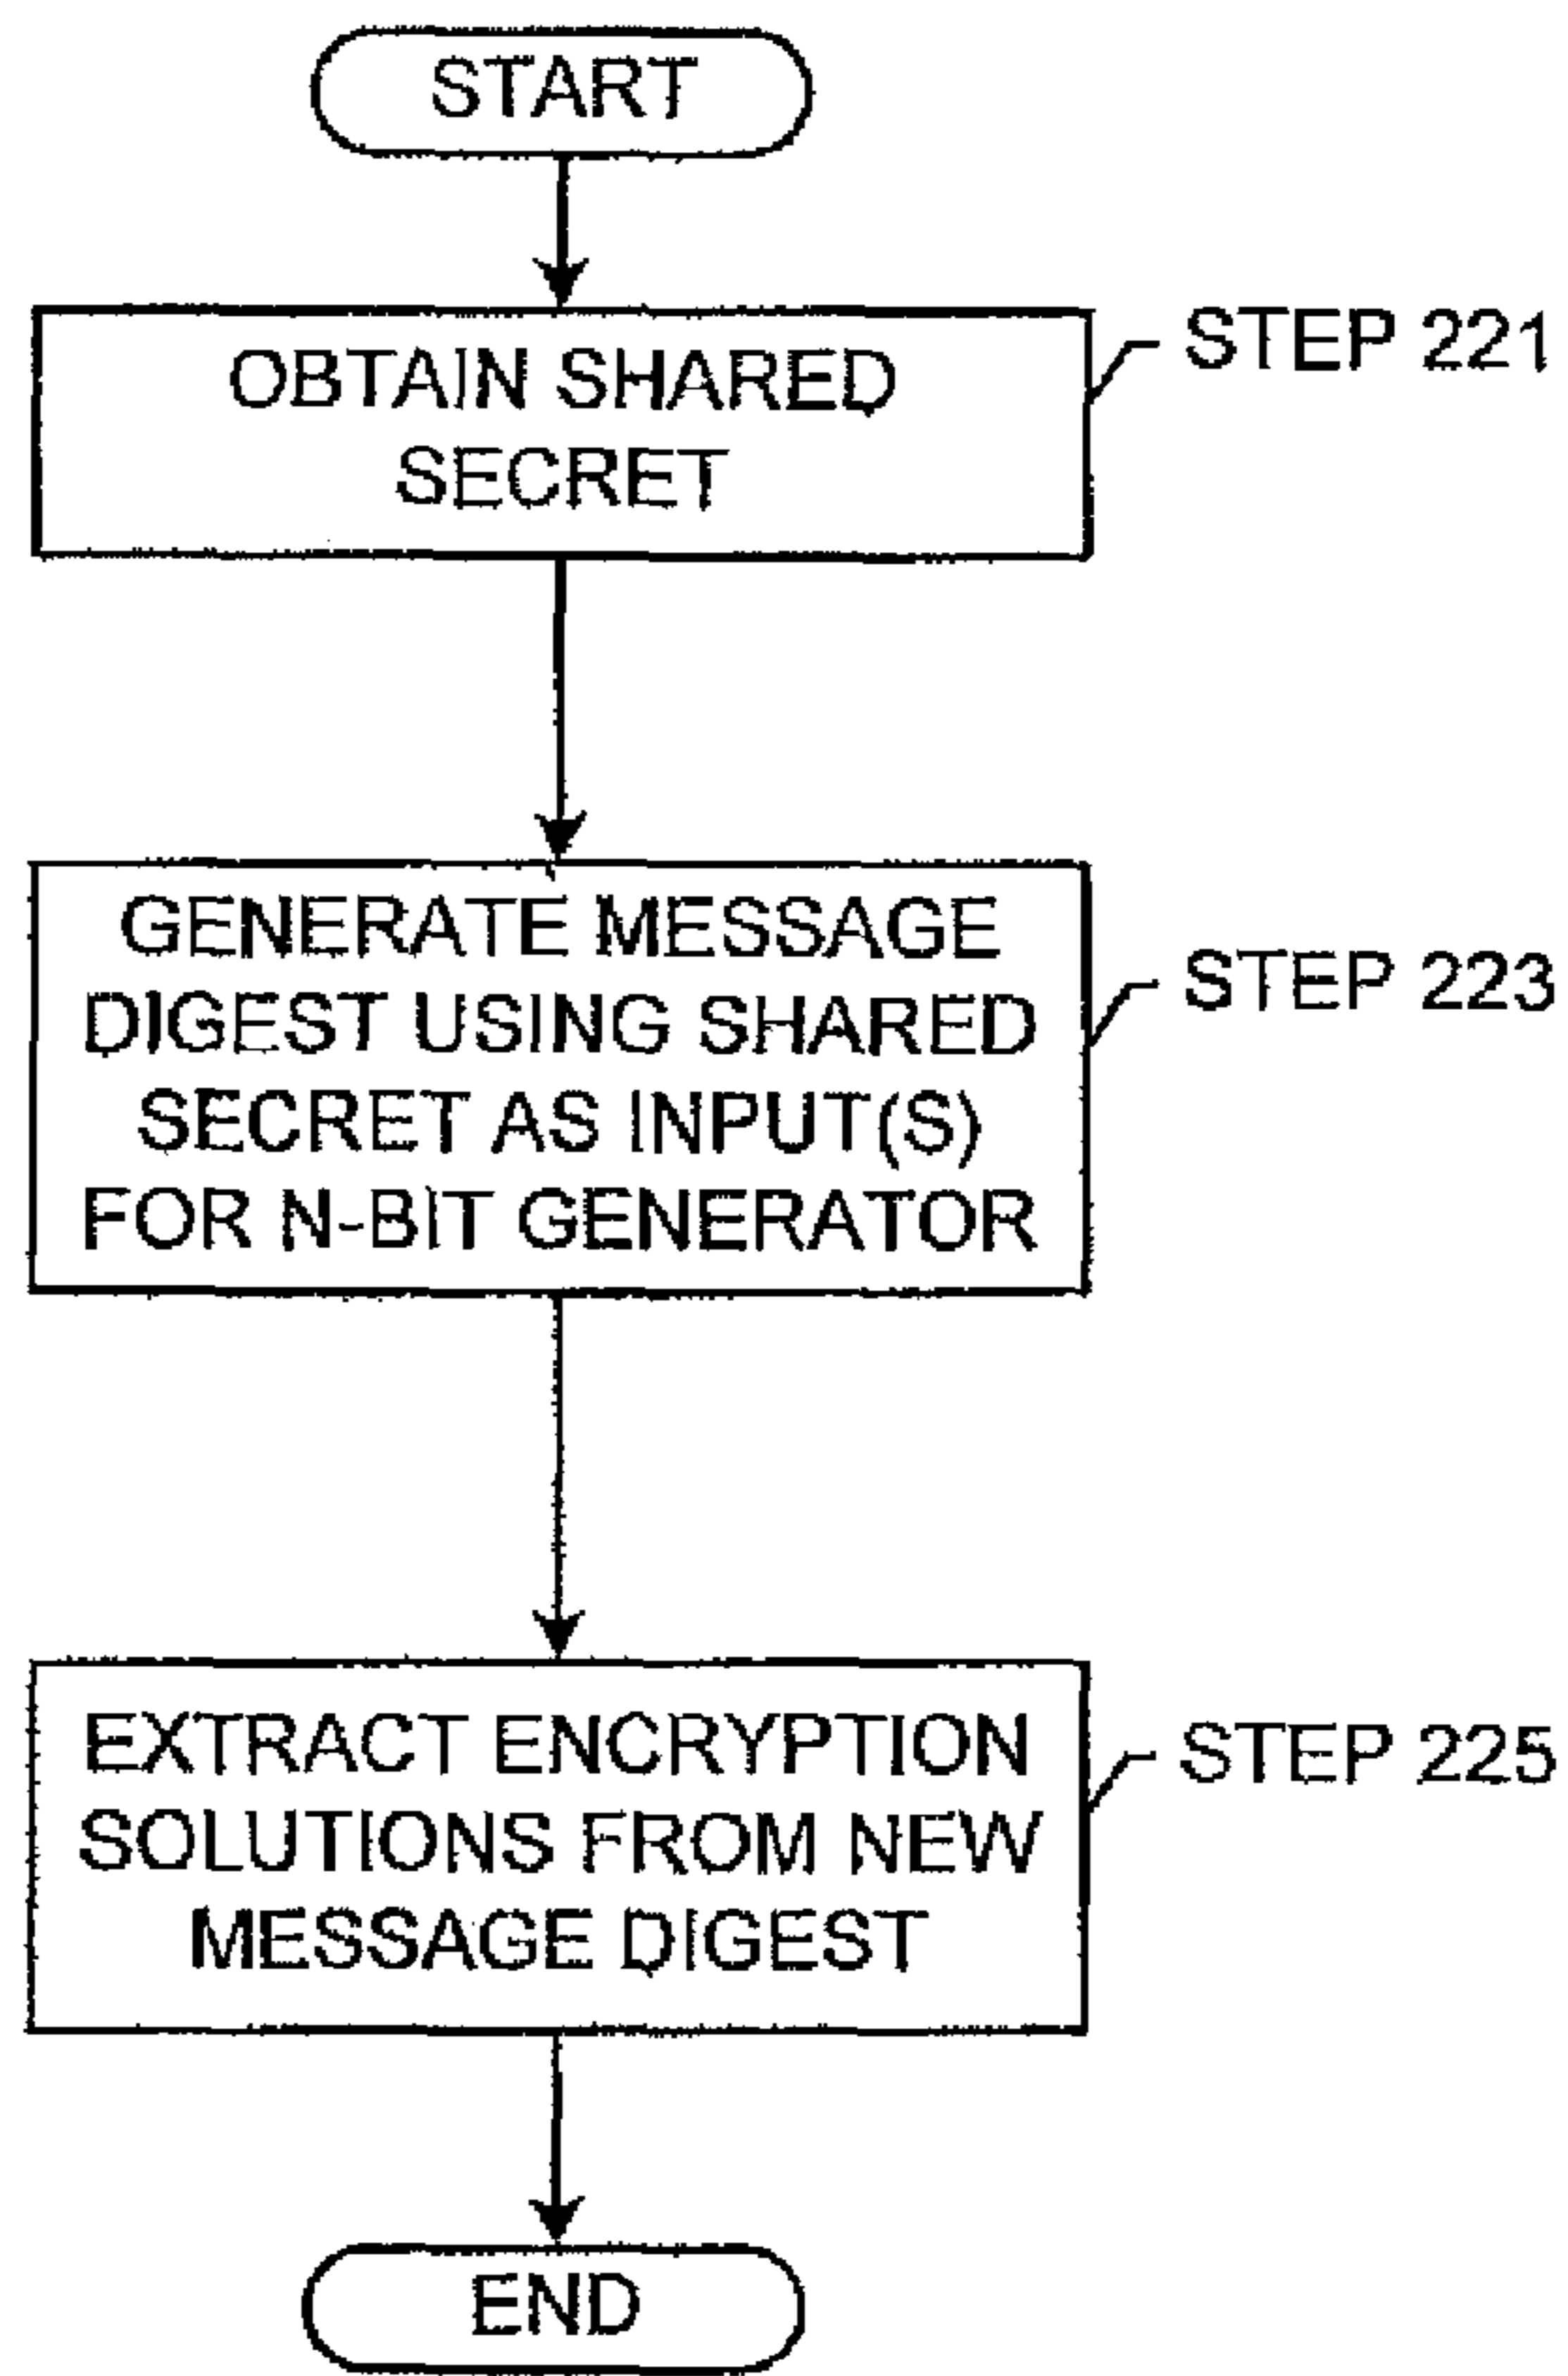 START
OBTAIN SHARED
SECRET
STEP 221
GENERATE MESSAGE
DIGEST USING SHARED
SECRET AS INPUT(S)
FOR N-BIT GENERATOR
STEP 223
EXTRACT ENCRYPTION
SOLUTIONS FROM NEW
MESSAGE DIGEST
STEP 225
END